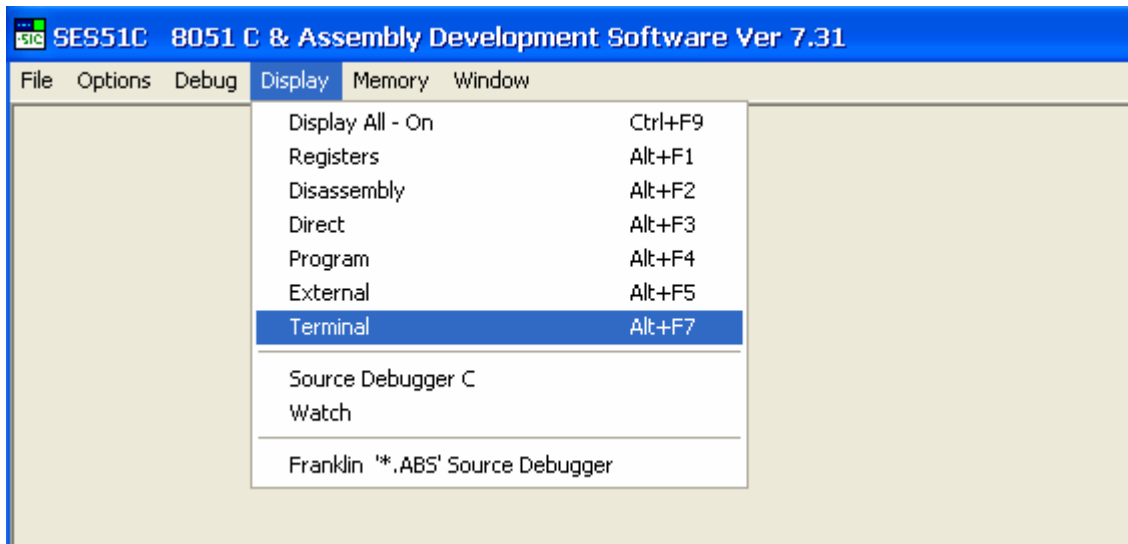 SIC SES51C 8051 C & Assembly Development Software Ver 7.31
File Options Debug Display Memory Window
Display All - On Ctrl+F9
Registers Alt+F1
Disassembly Alt+F2
Direct Alt+F3
Program Alt+F4
External Alt+F5
Terminal Alt+F7
Source Debugger C
Watch
Franklin '*.ABS' Source Debugger